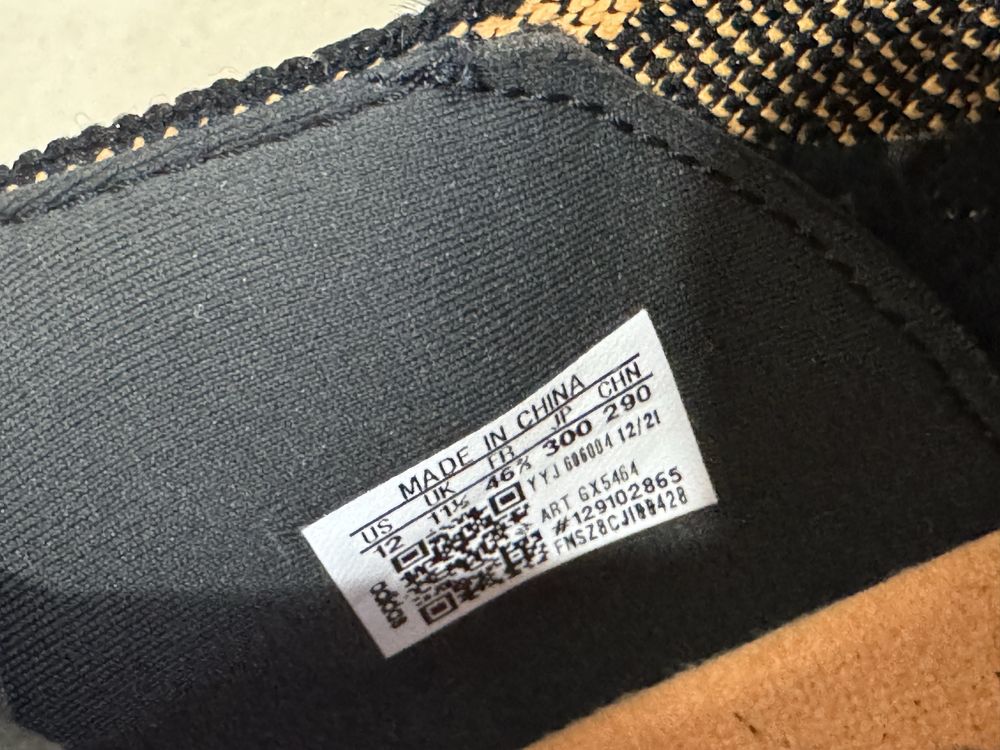 MADE IN CHINA
US UK FR JP CHN
12 11½ 46⅔ 300 290
YYJ 606004 12/21
ART GX5464
#129102865
adidas